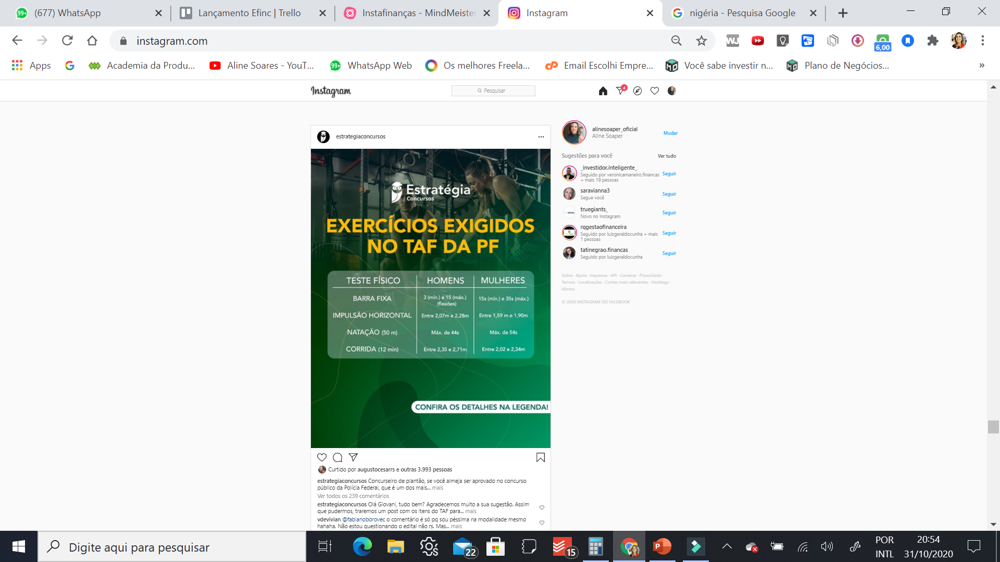 (677) WhatsApp
Lançamento Efinc | Trello
Instafinanças - MindMeister
Instagram
nigéria - Pesquisa Google
instagram.com
6,00
Apps
Academia da Produ...
Aline Soares - YouT...
99+
WhatsApp Web
Os melhores Freela...
Email Escolhi Empre...
Você sabe investir n...
Plano de Negócios...
»
Instagram
Pesquisar
4
estrategiaconcursos
Estratégia
Concursos
EXERCÍCIOS EXIGIDOS
NO TAF DA PF
TESTE FÍSICO HOMENS MULHERES
BARRA FIXA 3 (mín.) e 15 (máx.) (flexões) 15s (mín.) e 35s (máx.)
IMPULSÃO HORIZONTAL Entre 2,07m e 2,28m Entre 1,59 m e 1,90m
NATAÇÃO (50 m) Máx. de 44s Máx. de 54s
CORRIDA (12 min) Entre 2,35 e 2,71m Entre 2,02 e 2,34m
CONFIRA OS DETALHES NA LEGENDA!
Curtido por augustocesarrs e outras 3.993 pessoas
estrategiaconcursos Concurseiro de plantão, se você almeja ser aprovado no concurso
público da Polícia Federal, que é um dos mais... mais
Ver todos os 239 comentários
estrategiaconcursos Olá Giovani, tudo bem? Agradecemos muito a sua sugestão. Assim
que pudermos, traremos um post com os itens do TAF para... mais
vdevivian @fabianoborovec o comentário é só pq sou péssima na modalidade mesmo
hahaha. Não estou questionando o edital não rs. Mas... mais
alinesoaper_oficial
Aline Soaper
Mudar
Sugestões para você
Ver tudo
_investidor.inteligente_
Seguido por veronicamaneiro.financas
+ mais 19 pessoas
Seguir
saravianna3
Segue você
Seguir
truegiants_
Novo no Instagram
Seguir
rqgestaofinanceira
Seguido por luizgeraldocunha + mais
1 pessoas
Seguir
tatinegrao.financas
Seguido por luizgeraldocunha
Seguir
Sobre · Ajuda · Imprensa · API · Carreiras · Privacidade ·
Termos · Localizações · Contas mais relevantes · Hashtags ·
Idioma
© 2020 INSTAGRAM DO FACEBOOK
Digite aqui para pesquisar
22
15
POR
INTL
20:54
31/10/2020